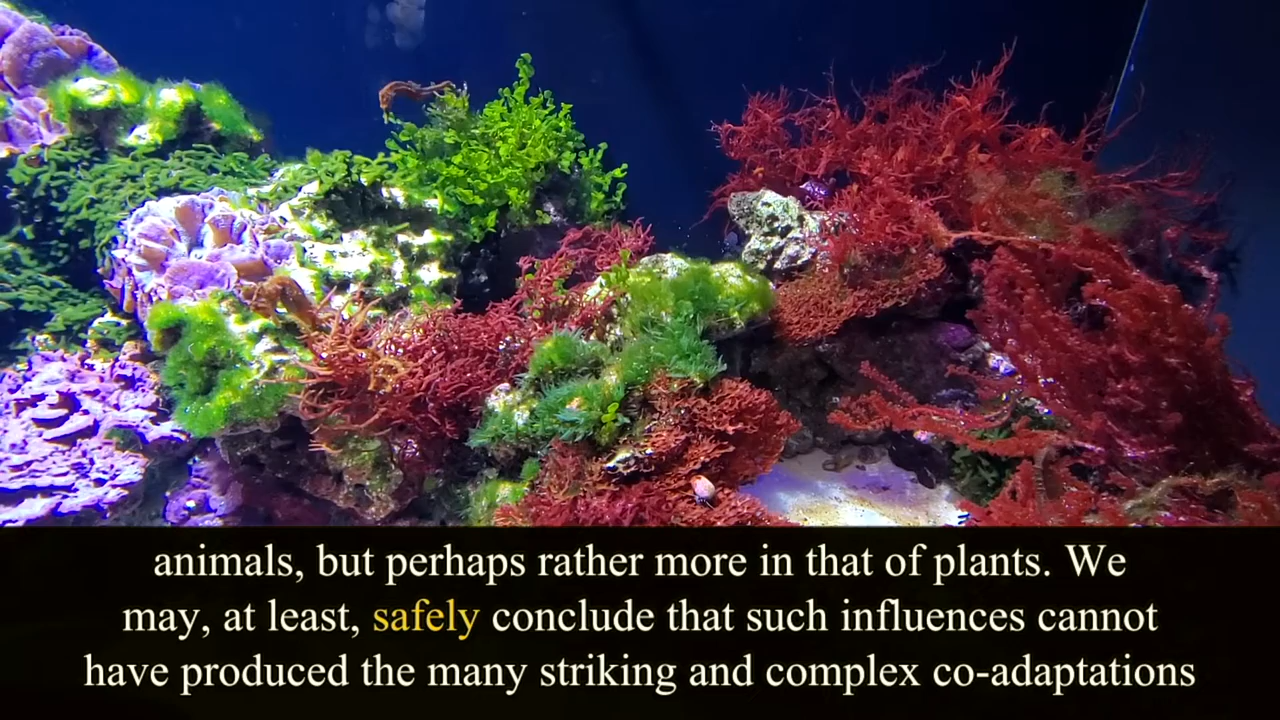 animals, but perhaps rather more in that of plants. We
may, at least, safely conclude that such influences cannot
have produced the many striking and complex co-adaptations